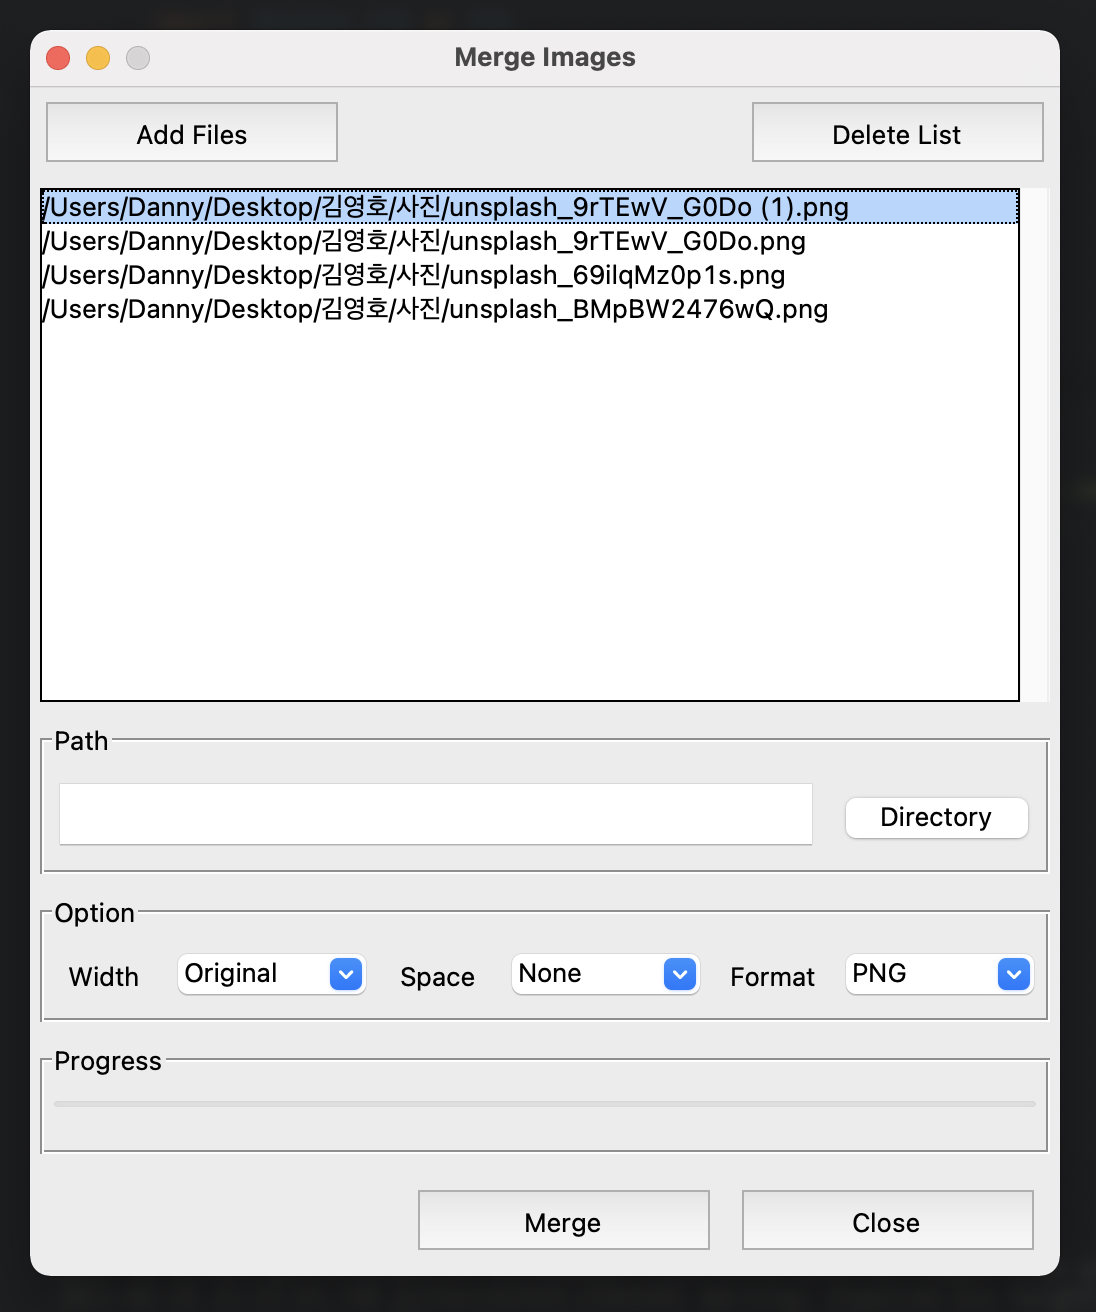 Merge Images
Add Files
Delete List
/Users/Danny/Desktop/김영호/사진/unsplash_9rTEwV_G0Do (1).png
/Users/Danny/Desktop/김영호/사진/unsplash_9rTEwV_G0Do.png
/Users/Danny/Desktop/김영호/사진/unsplash_69ilqMz0p1s.png
/Users/Danny/Desktop/김영호/사진/unsplash_BMpBW2476wQ.png
Path
Directory
Option
Width Original Space None Format PNG
Progress
Merge
Close